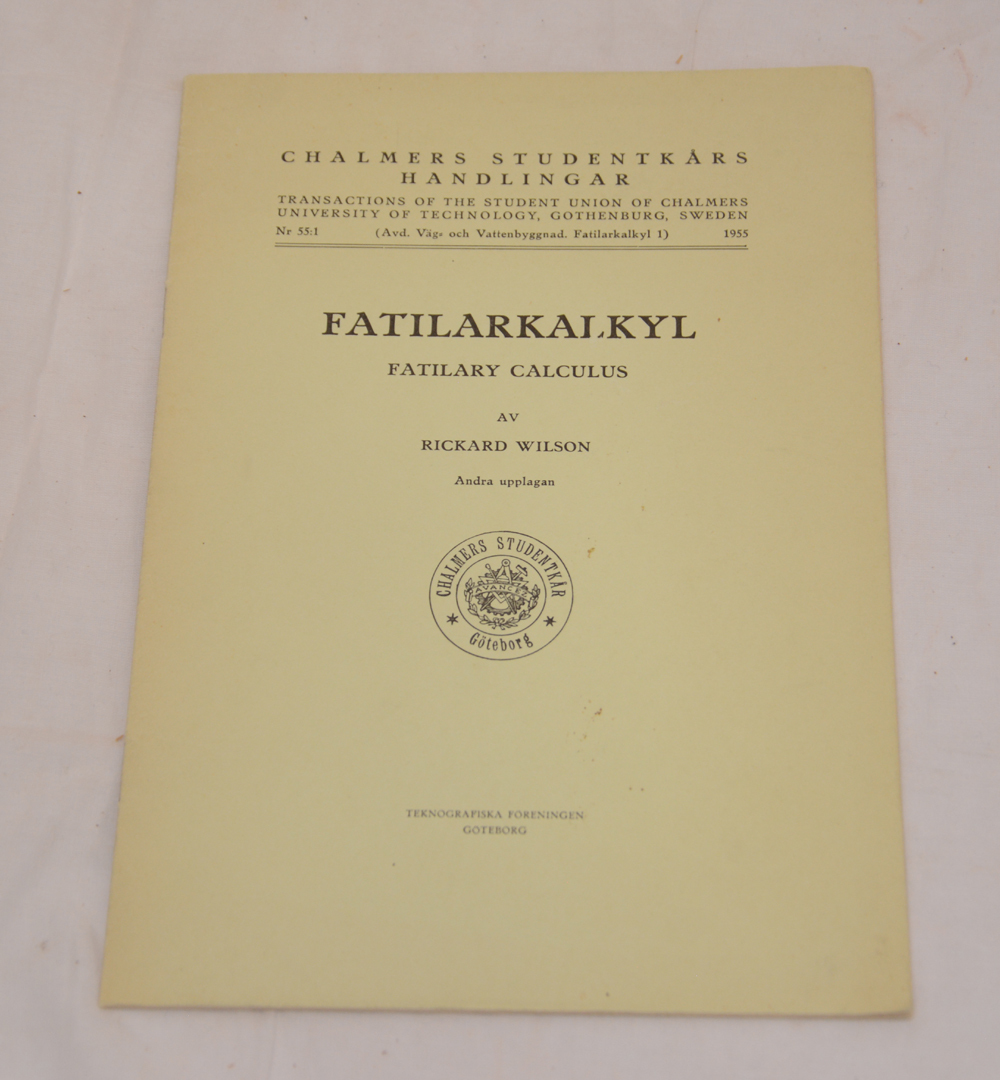 CHALMERS STUDENTKÅRS
HANDLINGAR
TRANSACTIONS OF THE STUDENT UNION OF CHALMERS
UNIVERSITY OF TECHNOLOGY, GOTHENBURG, SWEDEN
Nr 55:1 (Avd. Väg- och Vattenbyggnad. Fatilarkalkyl 1) 1955
FATILARKALKYL
FATILARY CALCULUS
AV
RICKARD WILSON
Andra upplagan
CHALMERS STUDENTKÅR
AVANCEZ
Göteborg
TEKNOGRAFISKA FÖRENINGEN
GÖTEBORG